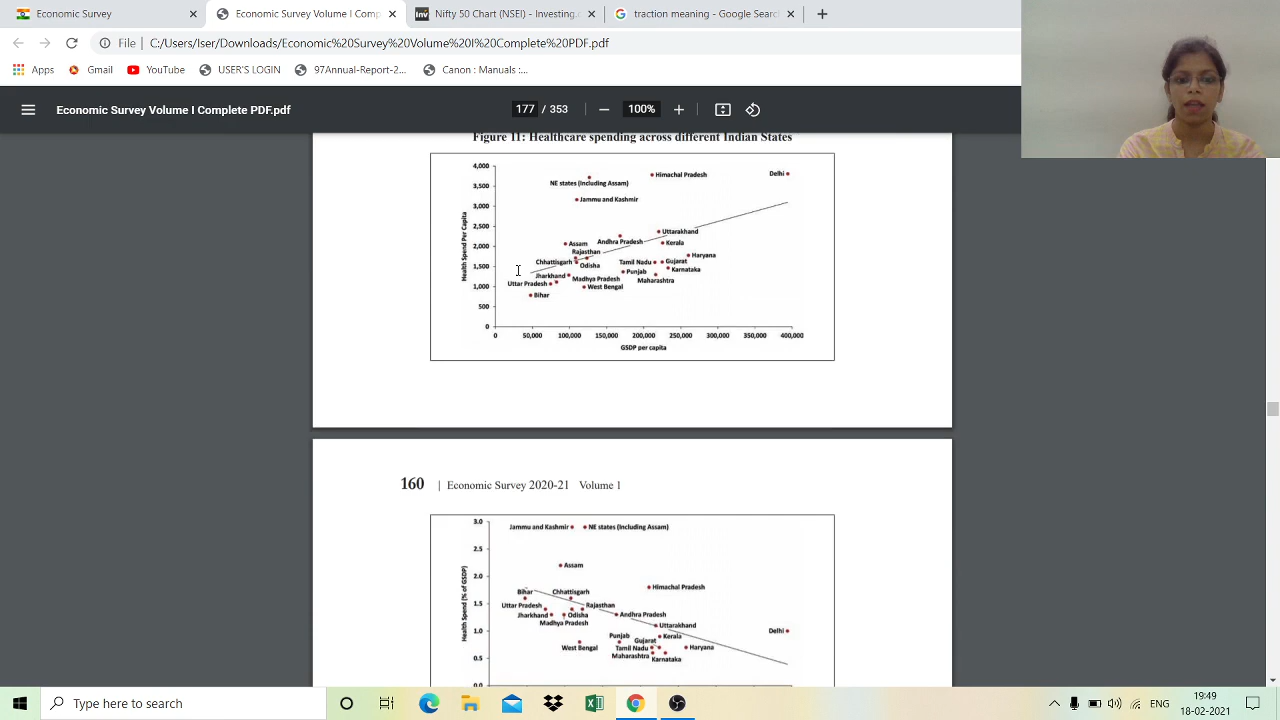 Economic Survey
Economic Survey Volume I Comp
NSE Indices | Investing
Google
File | C:/Users/User/Downloads/Economic%20Survey%20Volume%20I%20Complete%20PDF.pdf
Apps Gmail YouTube USER'S LOGIN 97Annual-Report-2... Canon : Manuals :...
Economic Survey Volume I Complete PDF.pdf 177 / 353 100%
Figure 11: Healthcare spending across different Indian States
Health Spend Per Capita
4,000
3,500
3,000
2,500
2,000
1,500
1,000
500
0
Himachal Pradesh
Delhi
NE states (Including Assam)
Jammu and Kashmir
Uttarakhand
Andhra Pradesh
Kerala
Assam
Rajasthan
Haryana
Chhattisgarh
Odisha
Tamil Nadu
Gujarat
Karnataka
Punjab
Jharkhand
Madhya Pradesh
Maharashtra
Uttar Pradesh
West Bengal
Bihar
0 50,000 100,000 150,000 200,000 250,000 300,000 350,000 400,000
GSDP per capita
160 | Economic Survey 2020-21 Volume 1
Health Spend (% of GSDP)
3.0
2.5
2.0
1.5
1.0
0.5
0.0
Jammu and Kashmir
NE states (Including Assam)
Assam
Himachal Pradesh
Bihar
Chhattisgarh
Uttar Pradesh
Rajasthan
Jharkhand
Odisha
Andhra Pradesh
Madhya Pradesh
Uttarakhand
Delhi
Punjab
Kerala
Gujarat
West Bengal
Tamil Nadu
Haryana
Maharashtra
Karnataka
Type here to search
ENG
19:49
18-02-2021